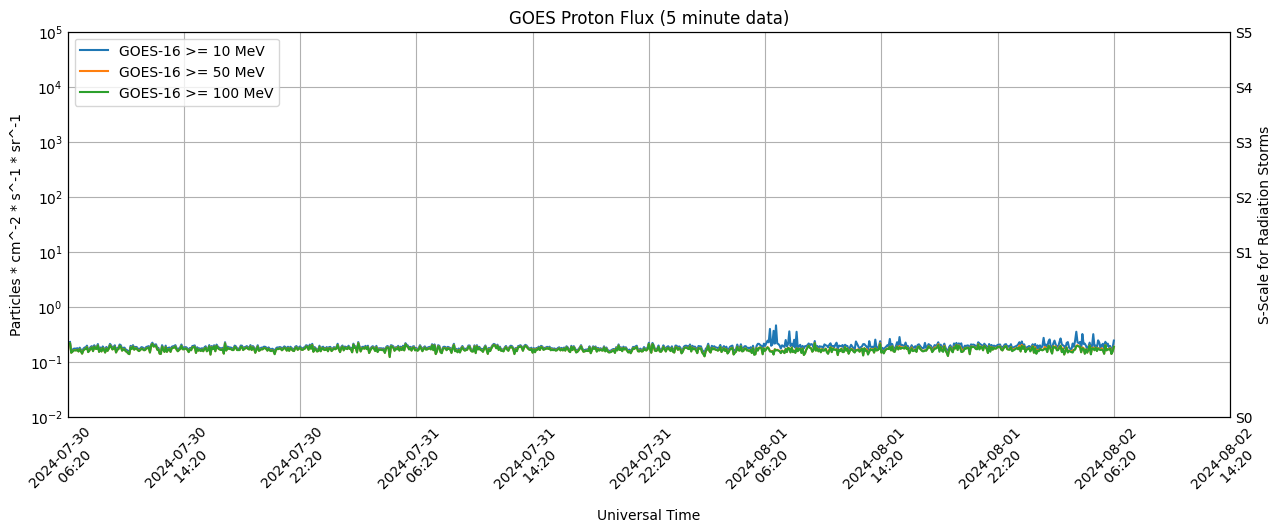 GOES Proton Flux (5 minute data)
GOES-16 >= 10 MeV
GOES-16 >= 50 MeV
GOES-16 >= 100 MeV
10^5
10^4
10^3
10^2
10^1
10^0
10^-1
10^-2
Particles * cm^-2 * s^-1 * sr^-1
S5
S4
S3
S2
S1
S0
S-Scale for Radiation Storms
2024-07-30
06:20
2024-07-30
14:20
2024-07-30
22:20
2024-07-31
06:20
2024-07-31
14:20
2024-07-31
22:20
2024-08-01
06:20
2024-08-01
14:20
2024-08-01
22:20
2024-08-02
06:20
2024-08-02
14:20
Universal Time